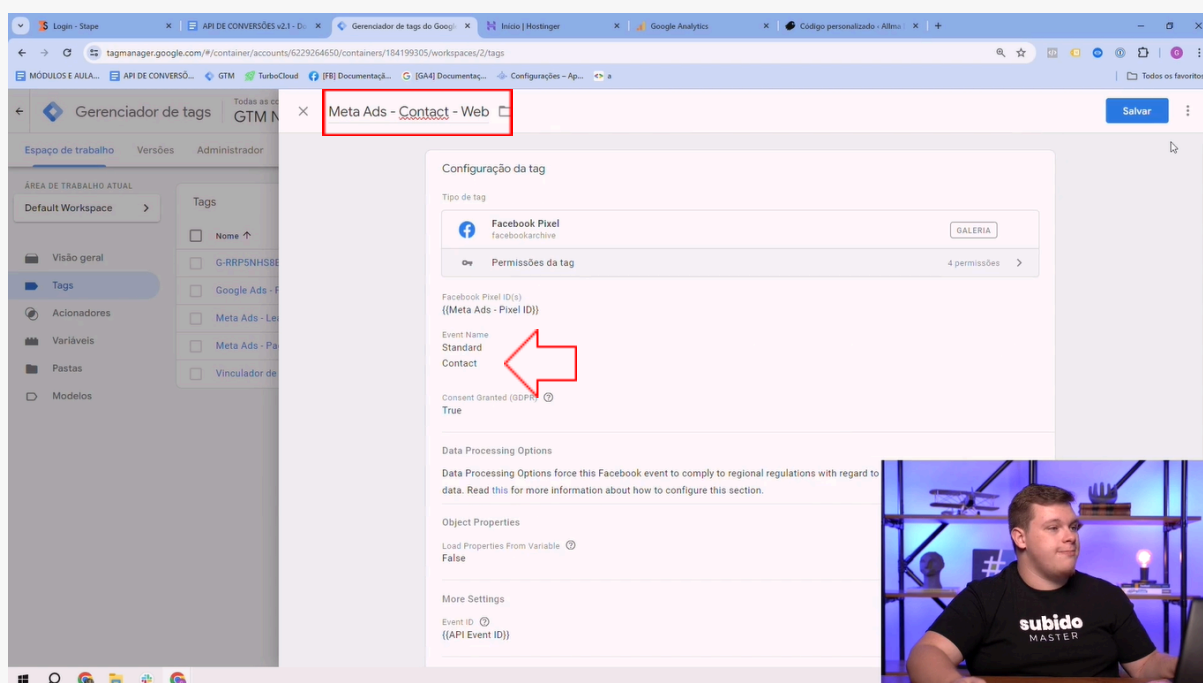 Login - Stape
API DE CONVERSÕES v2.1 - Do
Gerenciador de tags do Google
Início | Hostinger
Google Analytics
Código personalizado - Allma
tagmanager.google.com/#/container/accounts/6229264650/containers/184199305/workspaces/2/tags
MÓDULOS E AULA...
API DE CONVERSÕ...
GTM
TurboCloud
[FB] Documentaçã...
[GA4] Documentaç...
Configurações – Ap...
a
Todos os favoritos
Gerenciador de tags
Todas as co
GTM N
Meta Ads - Contact - Web
Salvar
Espaço de trabalho
Versões
Administrador
ÁREA DE TRABALHO ATUAL
Default Workspace
Visão geral
Tags
Acionadores
Variáveis
Pastas
Modelos
Tags
Nome
G-RRP5NHS8E
Google Ads - F
Meta Ads - Lea
Meta Ads - Pa
Vinculador de
Configuração da tag
Tipo de tag
Facebook Pixel
facebookarchive
GALERIA
Permissões da tag
4 permissões
Facebook Pixel ID(s)
{{Meta Ads - Pixel ID}}
Event Name
Standard
Contact
Consent Granted (GDPR)
True
Data Processing Options
Data Processing Options force this Facebook event to comply to regional regulations with regard to
data. Read this for more information about how to configure this section.
Object Properties
Load Properties From Variable
False
More Settings
Event ID
{{API Event ID}}
subido
MASTER